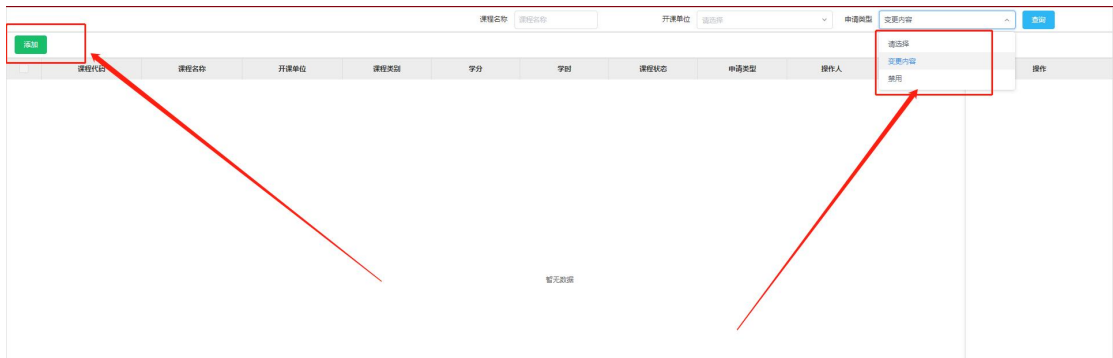 课程名称 课程名称 开课单位 请选择 申请类型 变更内容 查询
添加
请选择
变更内容
禁用
课程代码 课程名称 开课单位 课程类别 学分 学时 课程状态 申请类型 操作人 操作
暂无数据